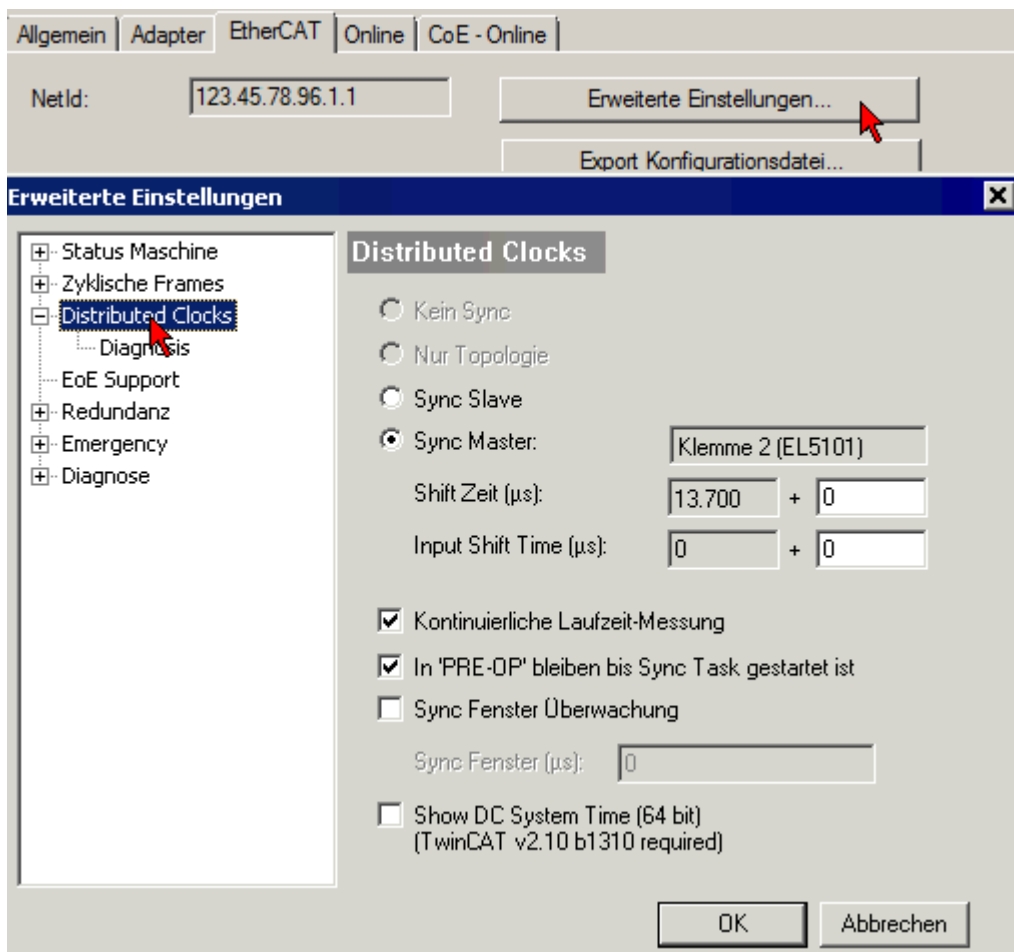 Allgemein Adapter EtherCAT Online CoE - Online
NetId: 123.45.78.96.1.1 Erweiterte Einstellungen...
Export Konfigurationsdatei...
Erweiterte Einstellungen
Status Maschine
Zyklische Frames
Distributed Clocks
Diagnosis
EoE Support
Redundanz
Emergency
Diagnose
Distributed Clocks
Kein Sync
Nur Topologie
Sync Slave
Sync Master: Klemme 2 (EL5101)
Shift Zeit (µs): 13.700 + 0
Input Shift Time (µs): 0 + 0
Kontinuierliche Laufzeit-Messung
In 'PRE-OP' bleiben bis Sync Task gestartet ist
Sync Fenster Überwachung
Sync Fenster (µs): 0
Show DC System Time (64 bit)
(TwinCAT v2.10 b1310 required)
OK Abbrechen